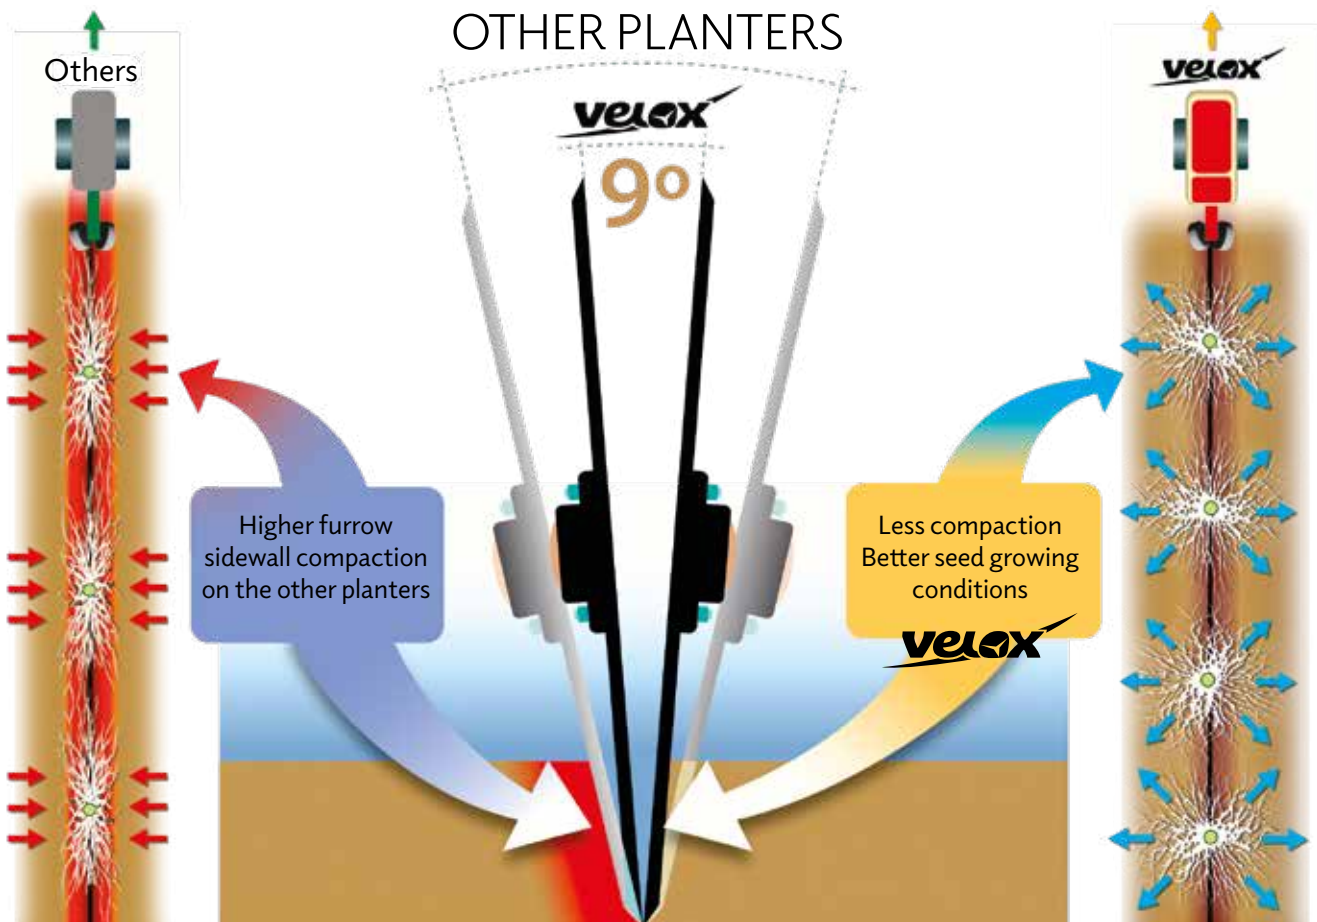 OTHER PLANTERS
Others
velox
velox
9°
Higher furrow
sidewall compaction
on the other planters
Less compaction
Better seed growing
conditions
velox